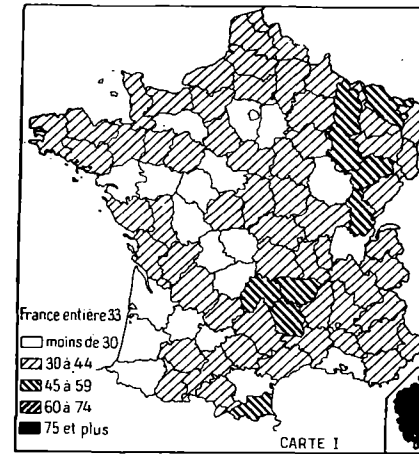 France entière 33
moins de 30
30 à 44
45 à 59
60 à 74
75 et plus
CARTE I